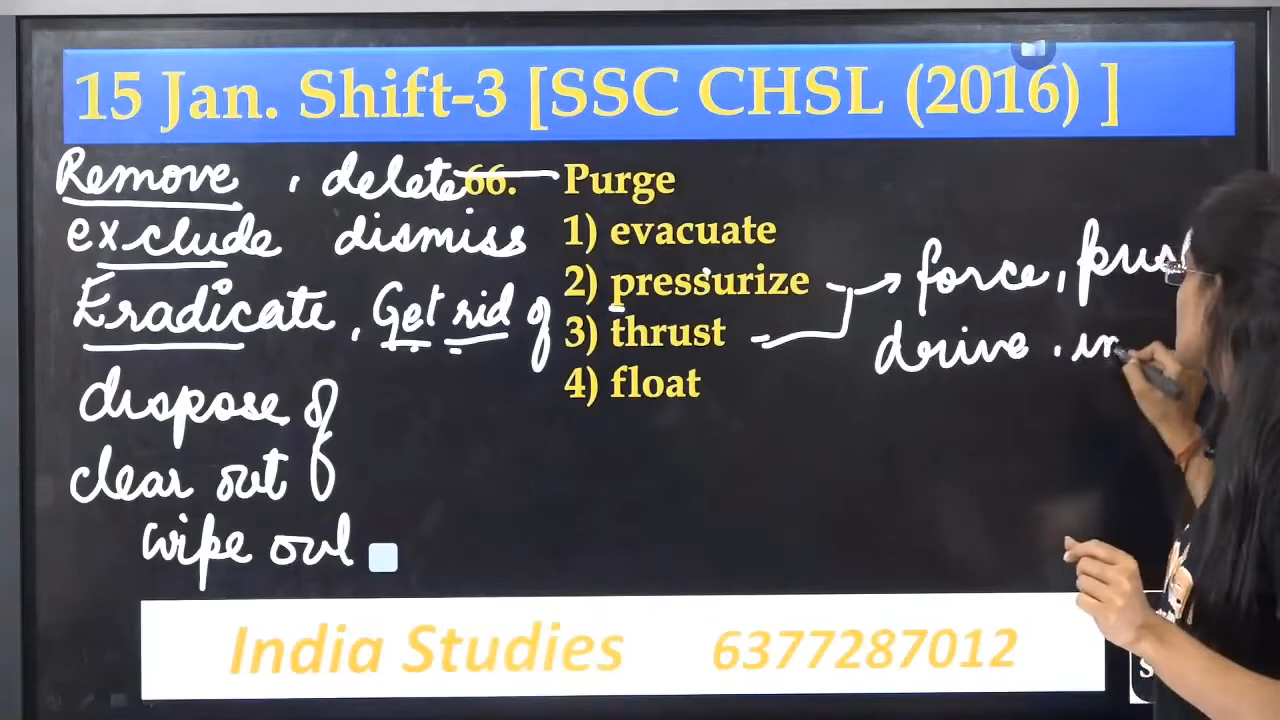 15 Jan. Shift-3 [SSC CHSL (2016) ]
Remove , delete
exclude dismiss
Eradicate , Get rid of
dispose of
clear out of
wipe out
66. Purge
1) evacuate
2) pressurize
3) thrust
4) float
force,
drive ,
India Studies 6377287012